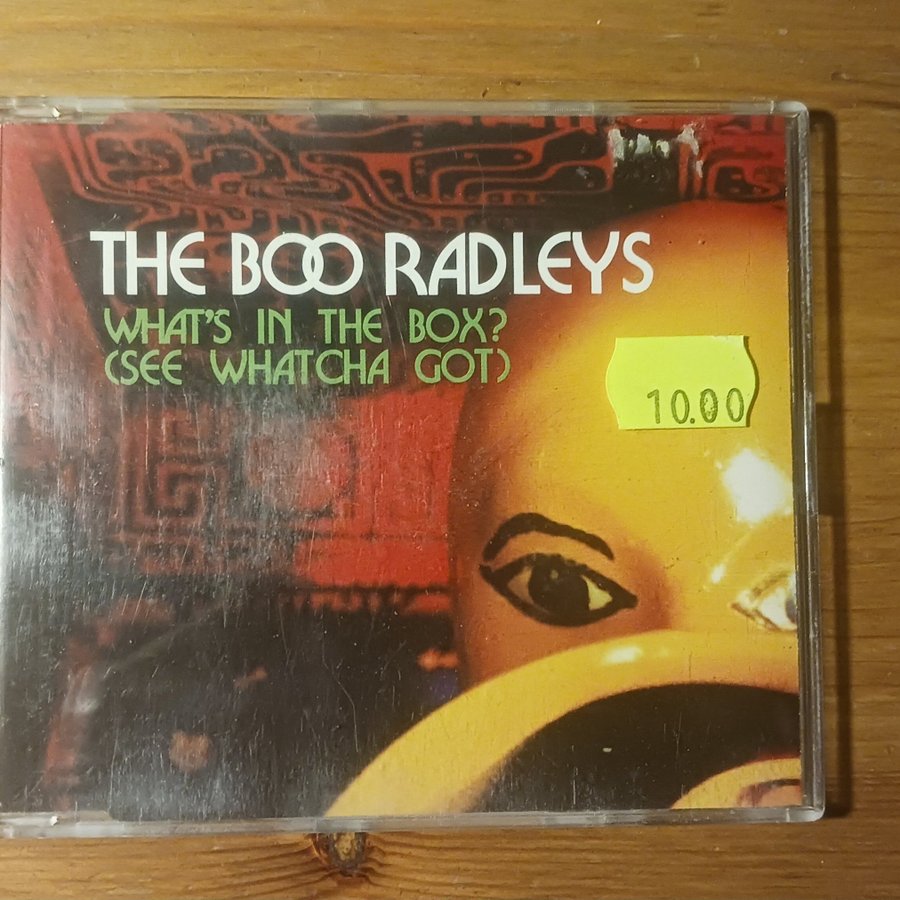 THE BOO RADLEYS
WHAT'S IN THE BOX?
(SEE WHATCHA GOT)
10.00